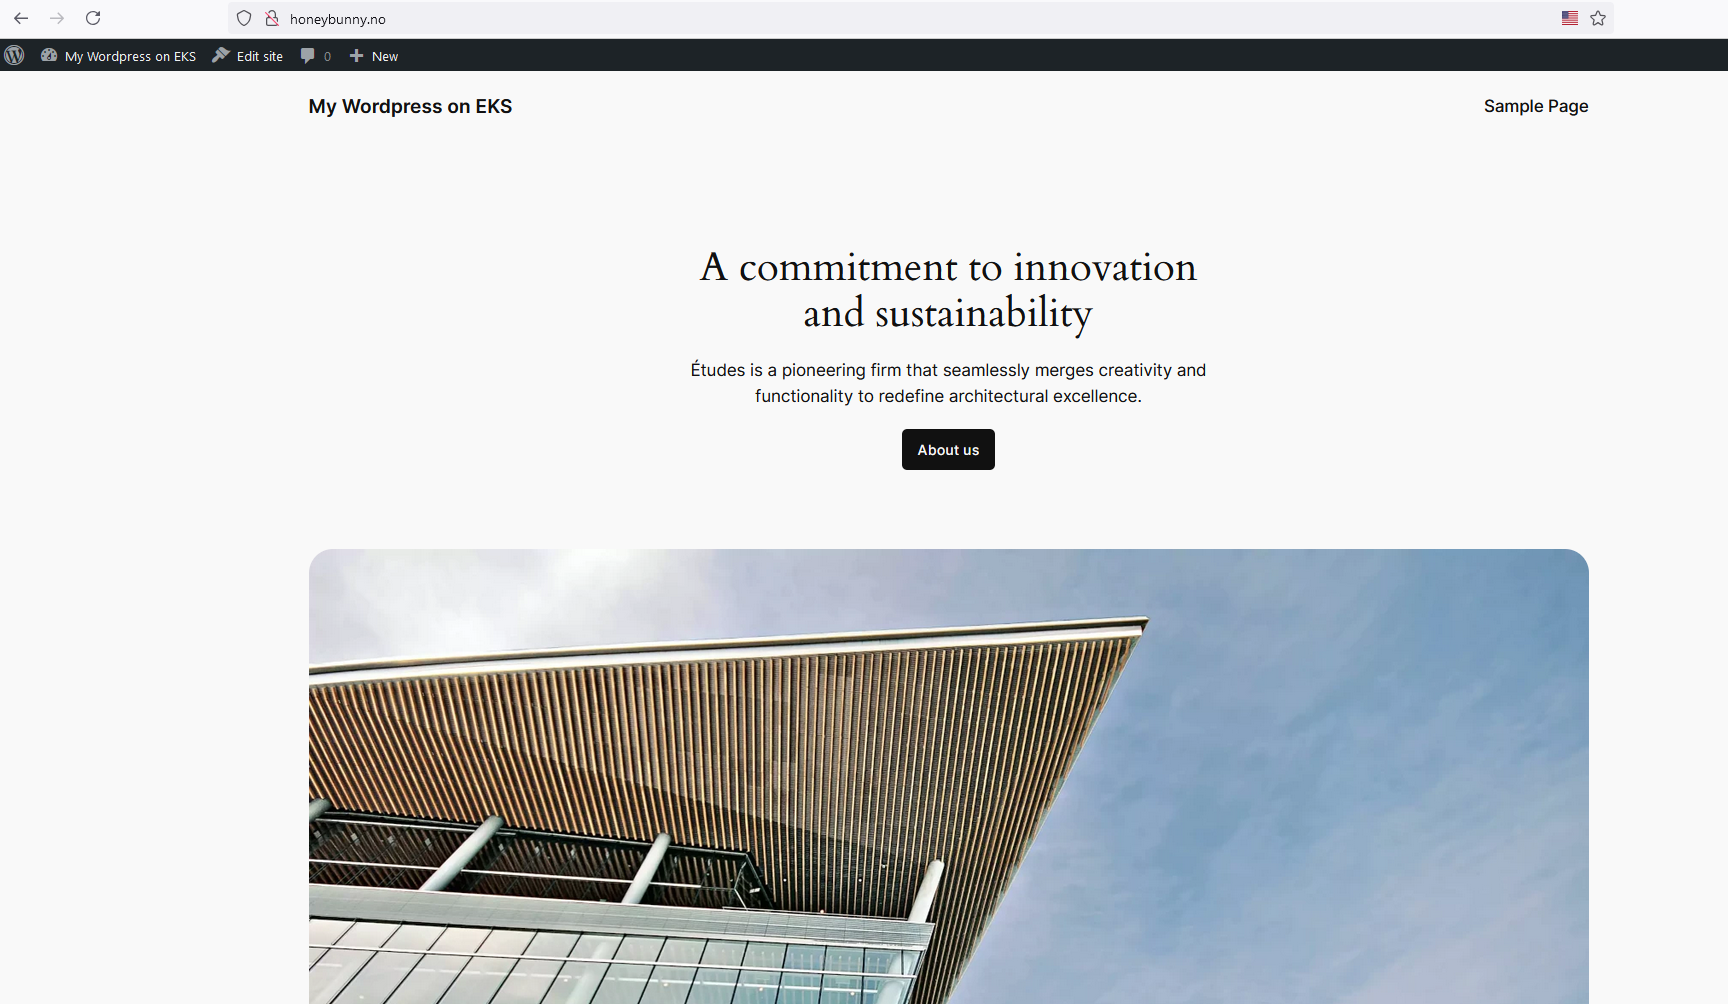 honeybunny.no
My Wordpress on EKS Edit site 0 New
My Wordpress on EKS Sample Page
A commitment to innovation
and sustainability
Études is a pioneering firm that seamlessly merges creativity and
functionality to redefine architectural excellence.
About us